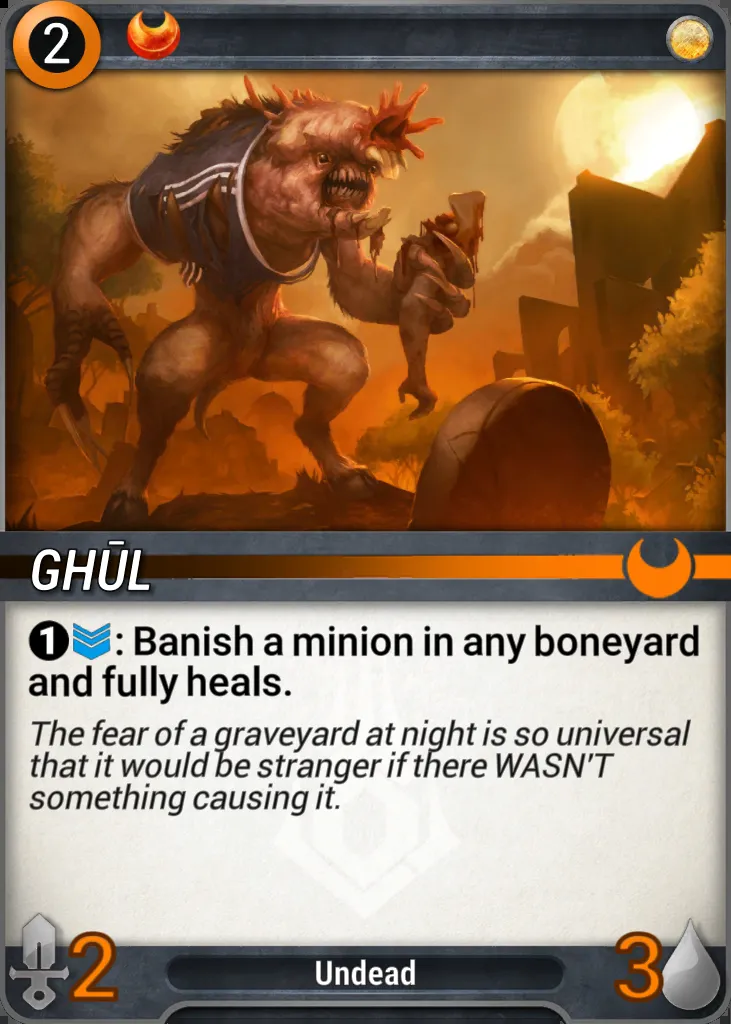 2
GHŪL
1: Banish a minion in any boneyard
and fully heals.
The fear of a graveyard at night is so universal
that it would be stranger if there WASN'T
something causing it.
2
Undead
3